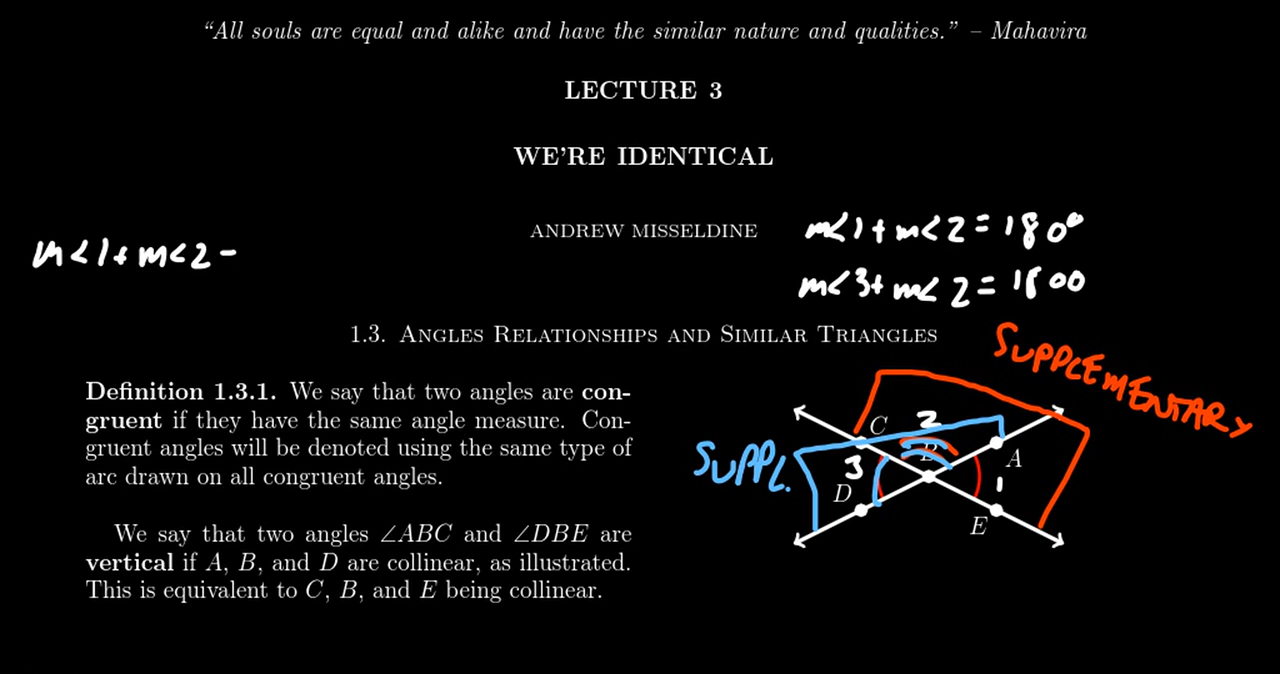 “All souls are equal and alike and have the similar nature and qualities.” – Mahavira
LECTURE 3
WE'RE IDENTICAL
ANDREW MISSELDINE
m<1+m<2=180°
m<3+m<2=1800
m<1+m<2-
1.3. ANGLES RELATIONSHIPS AND SIMILAR TRIANGLES
Definition 1.3.1. We say that two angles are con-
gruent if they have the same angle measure. Con-
gruent angles will be denoted using the same type of
arc drawn on all congruent angles.
We say that two angles ∠ABC and ∠DBE are
vertical if A, B, and D are collinear, as illustrated.
This is equivalent to C, B, and E being collinear.
SUPPLEMENTARY
SUPPL.
C
2
B
A
3
D
1
E